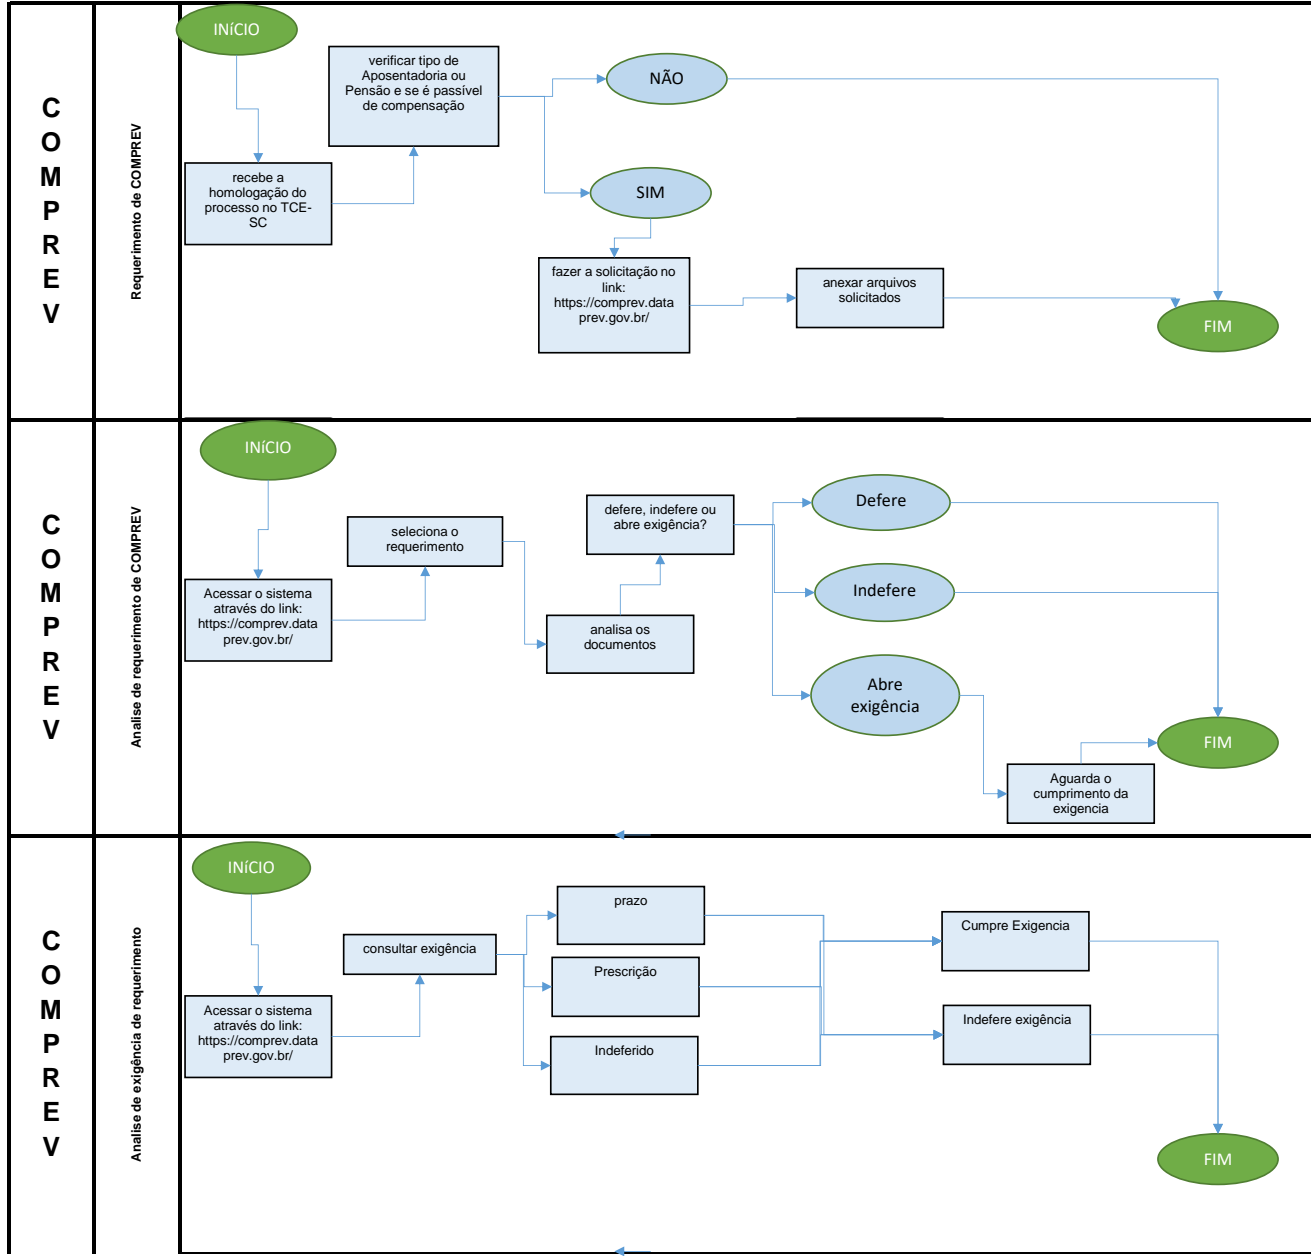 COMPREV
Requerimento de COMPREV
INíCIO
recebe a
homologação do
processo no TCE-
SC
verificar tipo de
Aposentadoria ou
Pensão e se é passível
de compensação
NÃO
SIM
fazer a solicitação no
link:
https://comprev.data
prev.gov.br/
anexar arquivos
solicitados
FIM
COMPREV
Analise de requerimento de COMPREV
INíCIO
Acessar o sistema
através do link:
https://comprev.data
prev.gov.br/
seleciona o
requerimento
analisa os
documentos
defere, indefere ou
abre exigência?
Defere
Indefere
Abre
exigência
Aguarda o
cumprimento da
exigencia
FIM
COMPREV
Analise de exigência de requerimento
INíCIO
Acessar o sistema
através do link:
https://comprev.data
prev.gov.br/
consultar exigência
prazo
Prescrição
Indeferido
Cumpre Exigencia
Indefere exigência
FIM